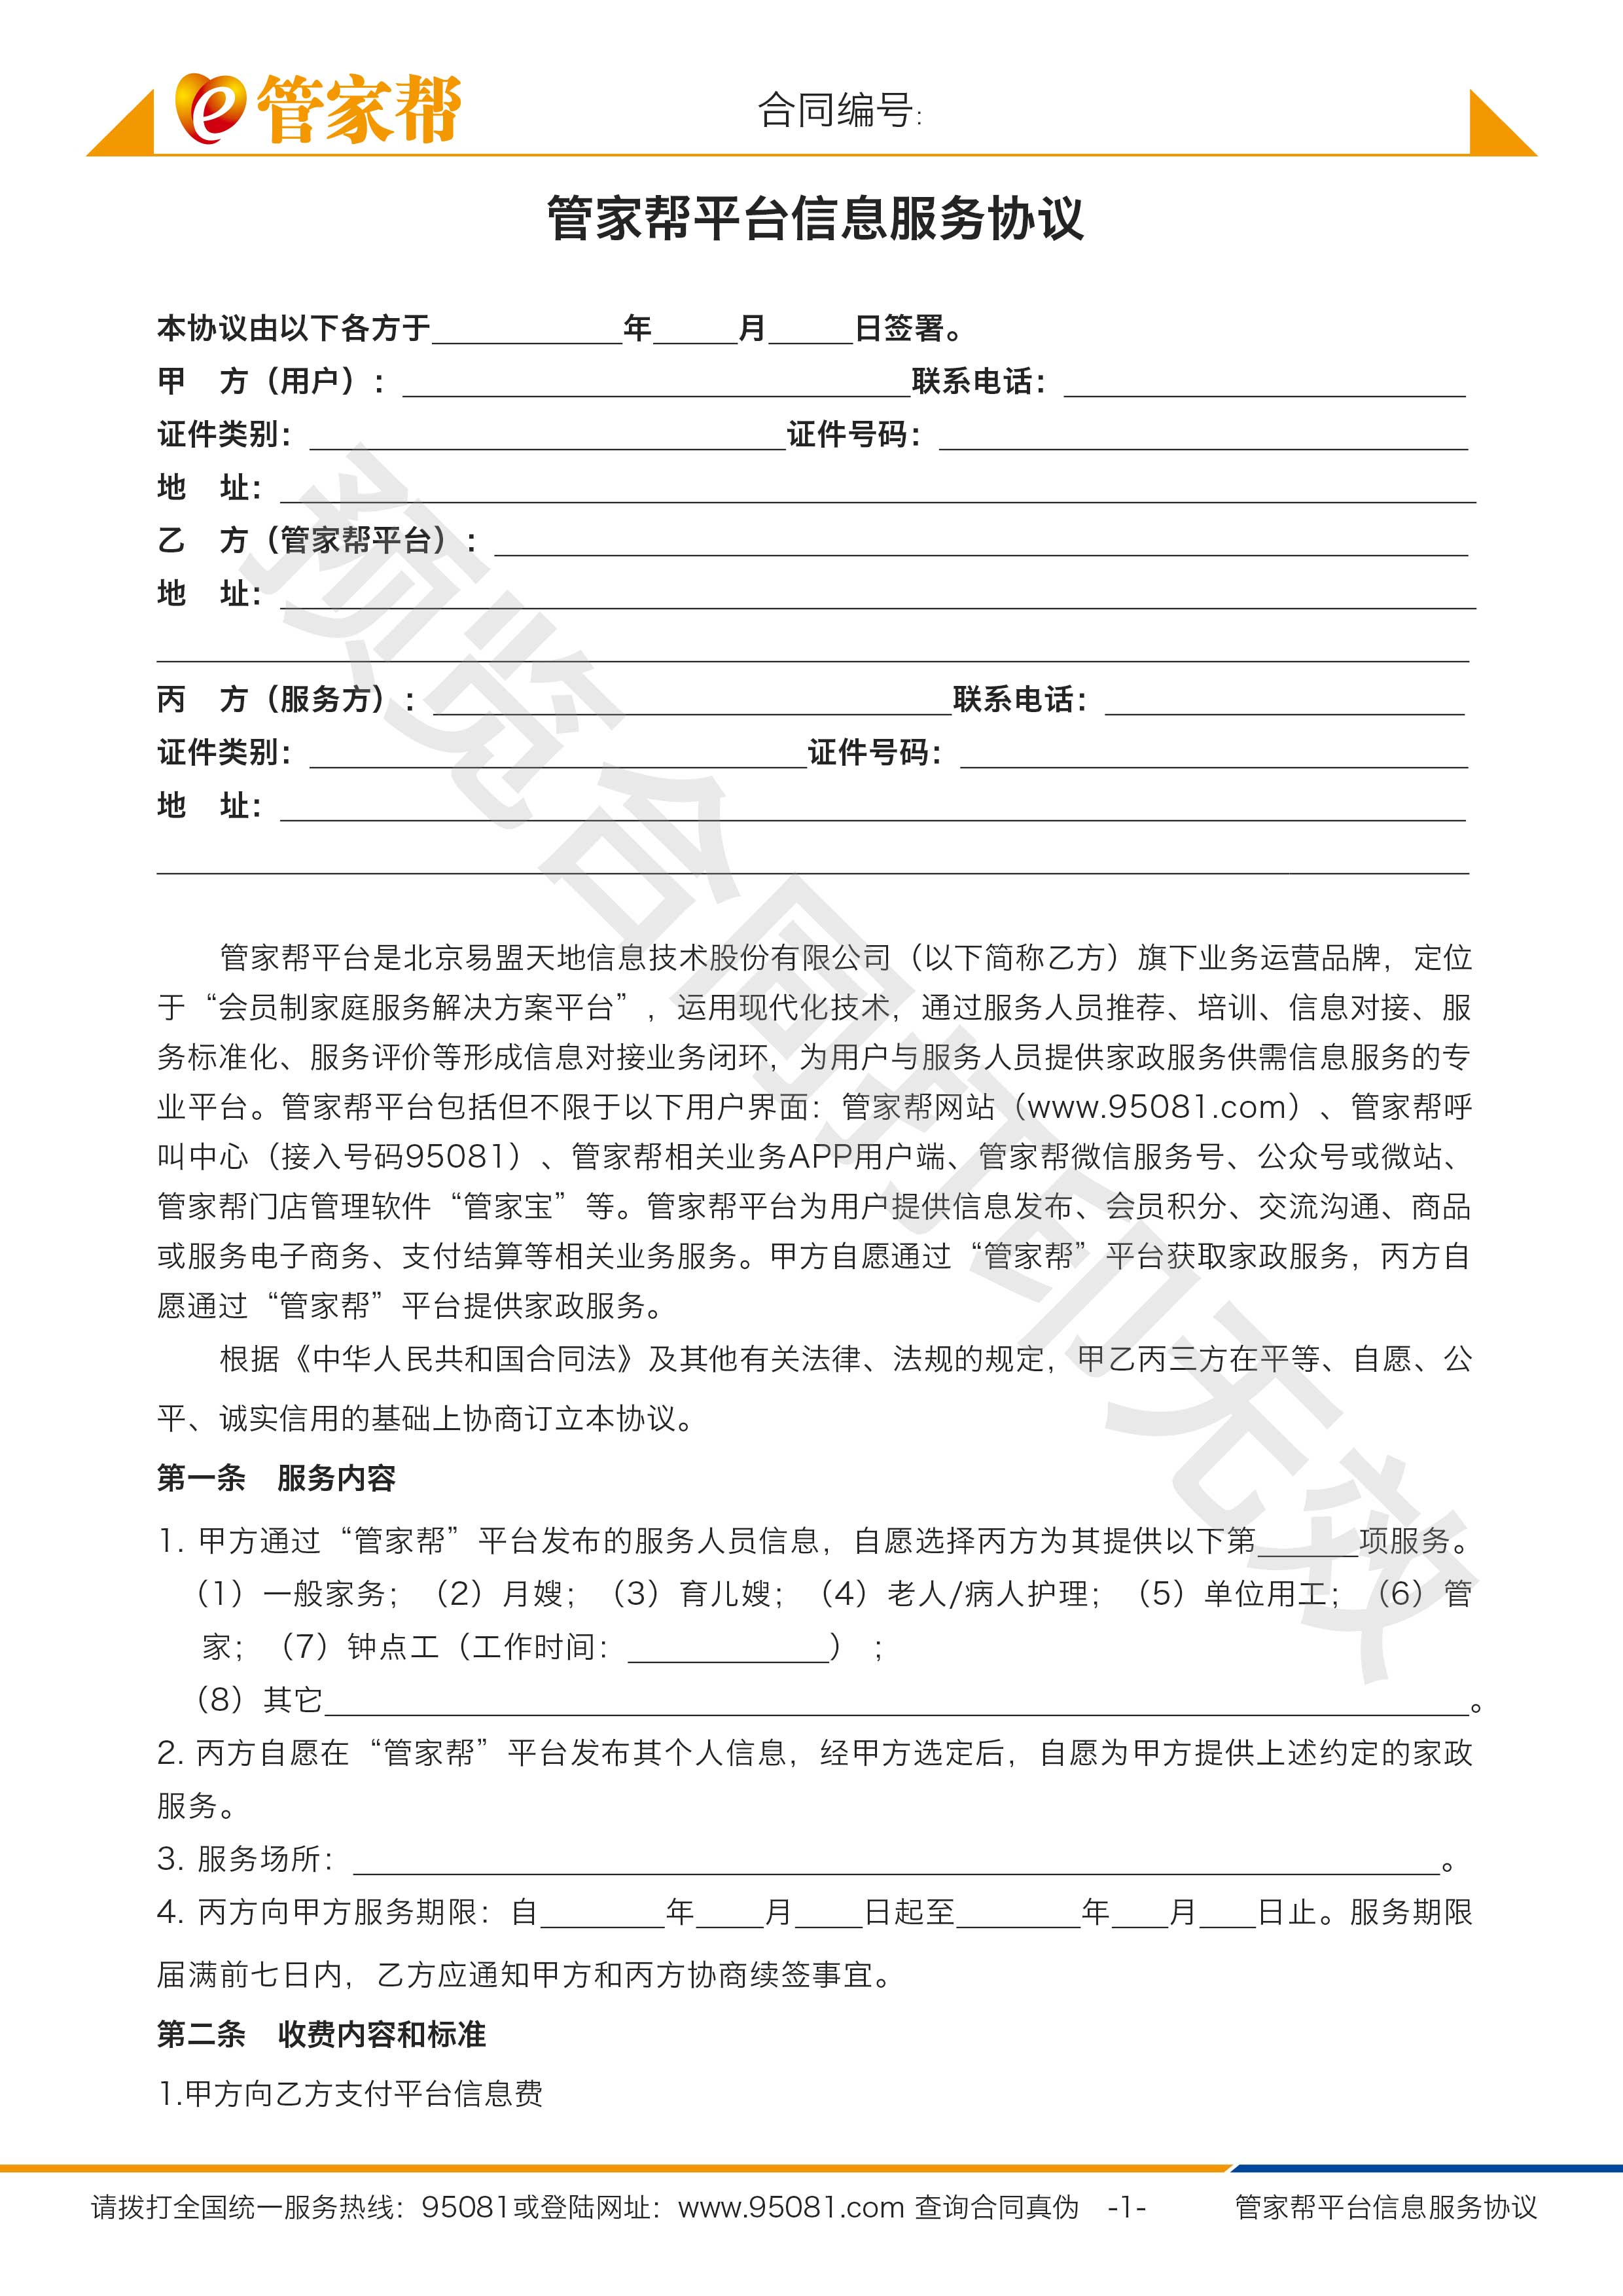 e管家帮
合同编号:
管家帮平台信息服务协议
本协议由以下各方于____________年_____月_____日签署。
甲 方（用户）：______________________________联系电话：________________________
证件类别：____________________________证件号码：______________________________
地 址：______________________________________________________________________
乙 方（管家帮平台）：__________________________________________________________
地 址：______________________________________________________________________
______________________________________________________________________________
丙 方（服务方）：______________________________联系电话：______________________
证件类别：____________________________证件号码：______________________________
地 址：______________________________________________________________________
______________________________________________________________________________
管家帮平台是北京易盟天地信息技术股份有限公司（以下简称乙方）旗下业务运营品牌，定位
于“会员制家庭服务解决方案平台”，运用现代化技术，通过服务人员推荐、培训、信息对接、服
务标准化、服务评价等形成信息对接业务闭环，为用户与服务人员提供家政服务供需信息服务的专
业平台。管家帮平台包括但不限于以下用户界面：管家帮网站（www.95081.com）、管家帮呼
叫中心（接入号码95081）、管家帮相关业务APP用户端、管家帮微信服务号、公众号或微站、
管家帮门店管理软件“管家宝”等。管家帮平台为用户提供信息发布、会员积分、交流沟通、商品
或服务电子商务、支付结算等相关业务服务。甲方自愿通过“管家帮”平台获取家政服务，丙方自
愿通过“管家帮”平台提供家政服务。
根据《中华人民共和国合同法》及其他有关法律、法规的规定，甲乙丙三方在平等、自愿、公
平、诚实信用的基础上协商订立本协议。
第一条 服务内容
1. 甲方通过“管家帮”平台发布的服务人员信息，自愿选择丙方为其提供以下第______项服务。
（1）一般家务；（2）月嫂；（3）育儿嫂；（4）老人/病人护理；（5）单位用工；（6）管
家；（7）钟点工（工作时间：____________）；
（8）其它____________________________________________________________________。
2. 丙方自愿在“管家帮”平台发布其个人信息，经甲方选定后，自愿为甲方提供上述约定的家政
服务。
3. 服务场所：________________________________________________________________。
4. 丙方向甲方服务期限：自_______年____月____日起至_______年___月___日止。服务期限
届满前七日内，乙方应通知甲方和丙方协商续签事宜。
第二条 收费内容和标准
1.甲方向乙方支付平台信息费
预览合同打印无效
请拨打全国统一服务热线：95081或登陆网址：www.95081.com 查询合同真伪 -1- 管家帮平台信息服务协议